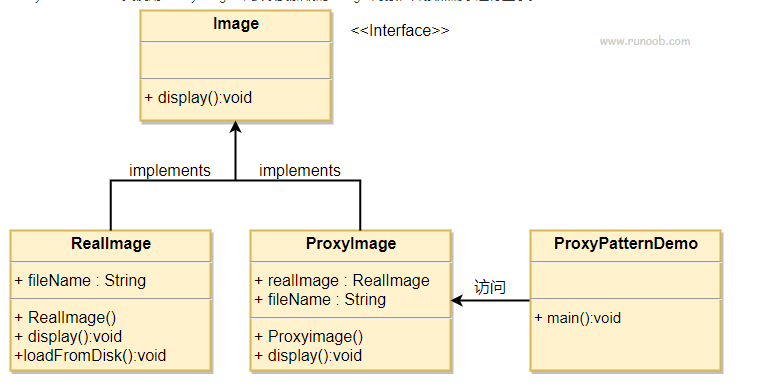 Image
<<Interface>>
www.runoob.com
+ display():void
implements
implements
RealImage
+ fileName : String
+ RealImage()
+ display():void
+loadFromDisk():void
ProxyImage
+ realImage : RealImage
+ fileName : String
+ Proxyimage()
+ display():void
访问
ProxyPatternDemo
+ main():void